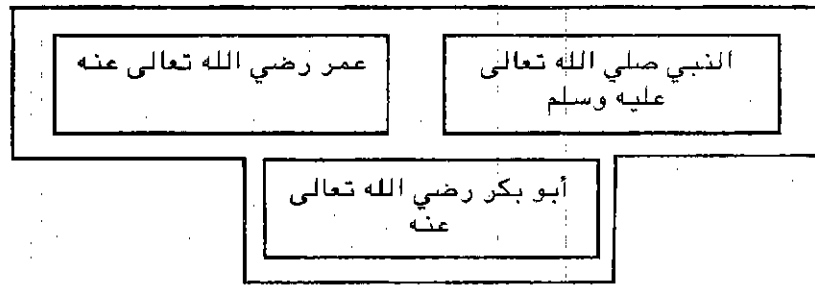 النبي صلي الله تعالى
عليه وسلم
عمر رضي الله تعالى عنه
أبو بكر رضي الله تعالى
عنه